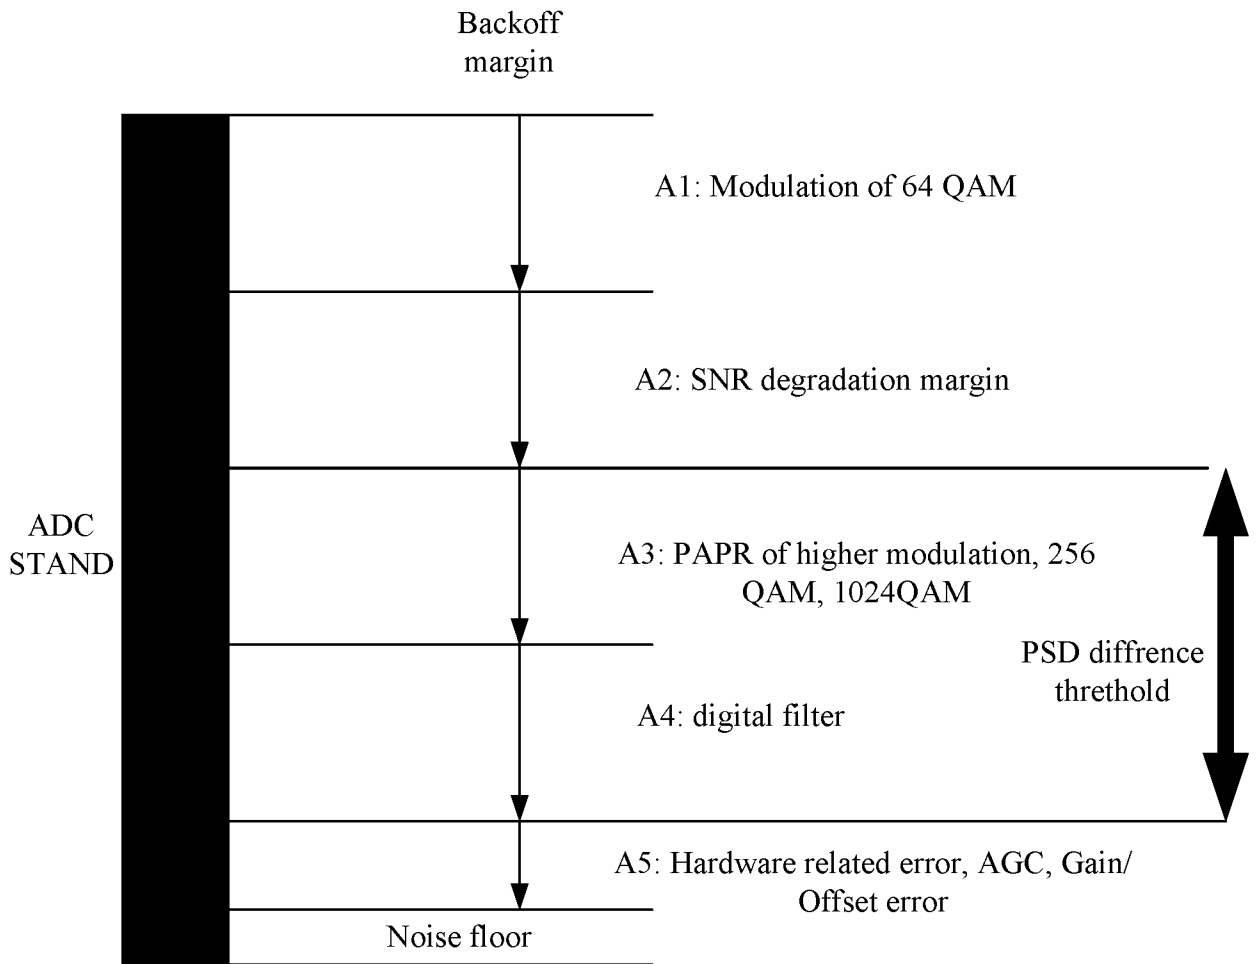 Backoff
margin
A1: Modulation of 64 QAM
A2: SNR degradation margin
ADC
STAND
A3: PAPR of higher modulation, 256
QAM, 1024QAM
PSD diffrence
threthold
A4: digital filter
A5: Hardware related error, AGC, Gain/
Offset error
Noise floor